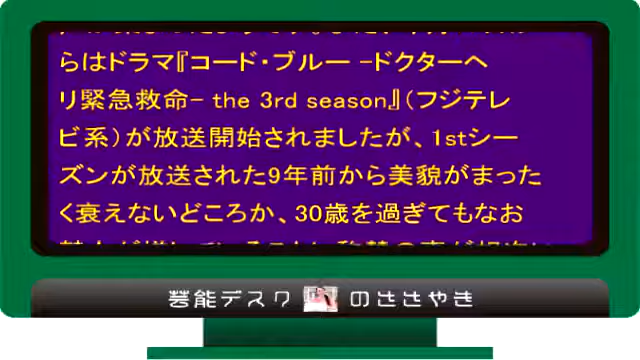 らはドラマ『コード・ブルー -ドクターヘ
リ緊急救命- the 3rd season』(フジテレ
ビ系)が放送開始されましたが、1stシー
ズンが放送された9年前から美貌がまった
く衰えないどころか、30歳を過ぎてもなお
芸能デスク のささやき